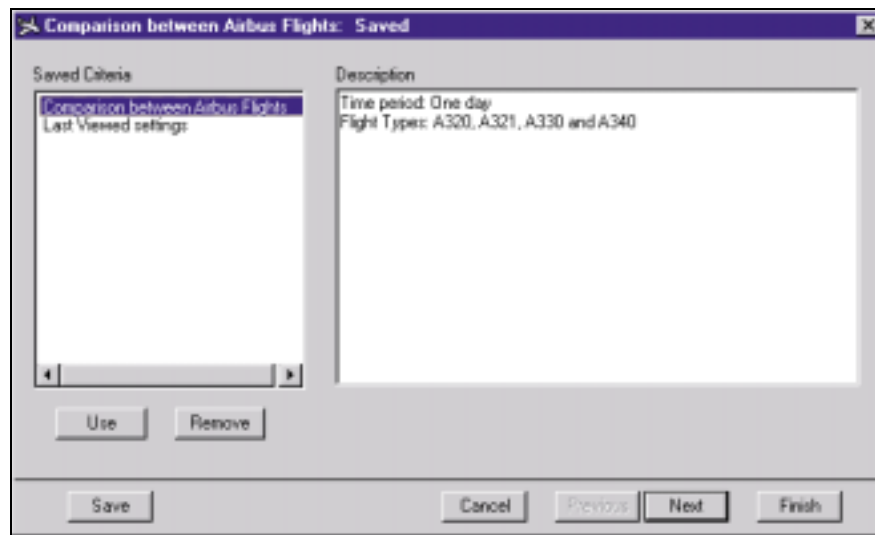 Comparison between Airbus Flights: Saved
Saved Criteria
Comparison between Airbus Flights
Last Viewed settings
Description
Time period: One day
Flight Types: A320, A321, A330 and A340
Use
Remove
Save
Cancel
Previous
Next
Finish